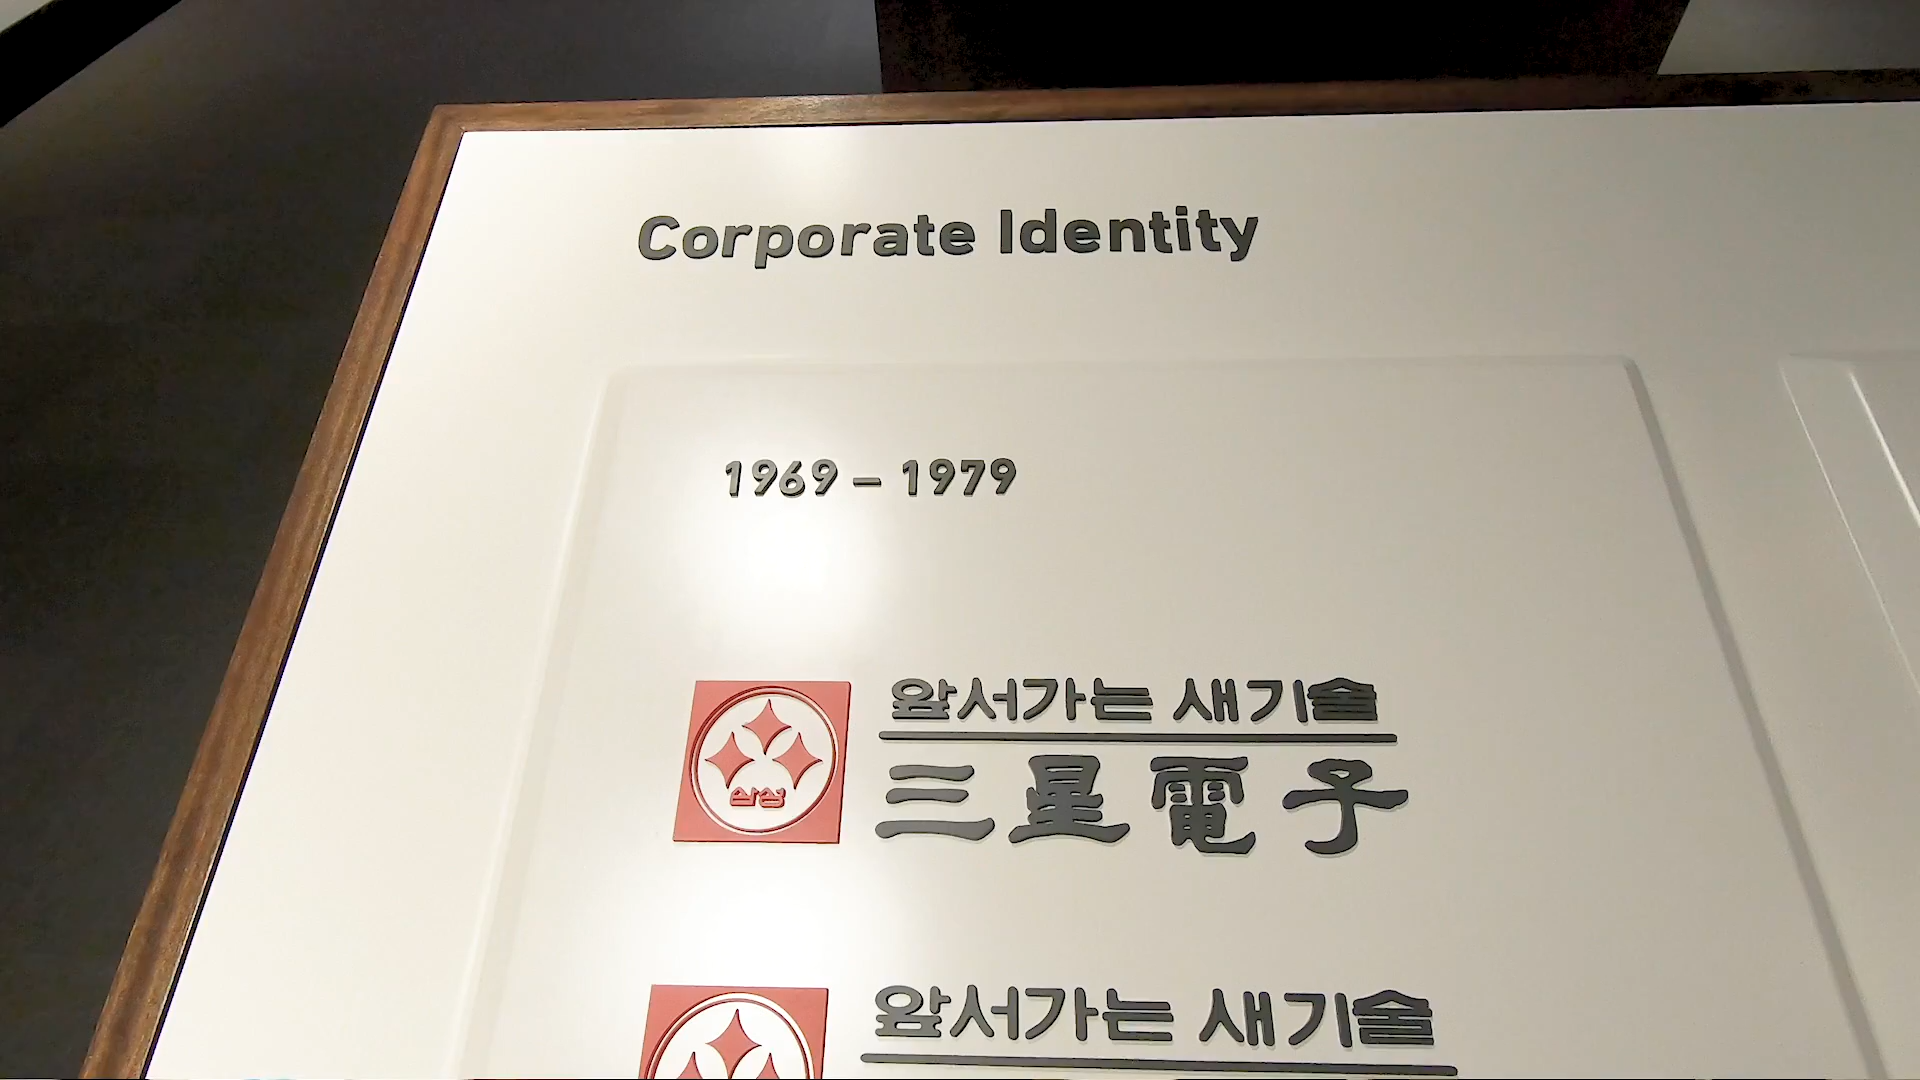 Corporate Identity
1969 – 1979
앞서가는 새기술
삼성
三星電子
앞서가는 새기술